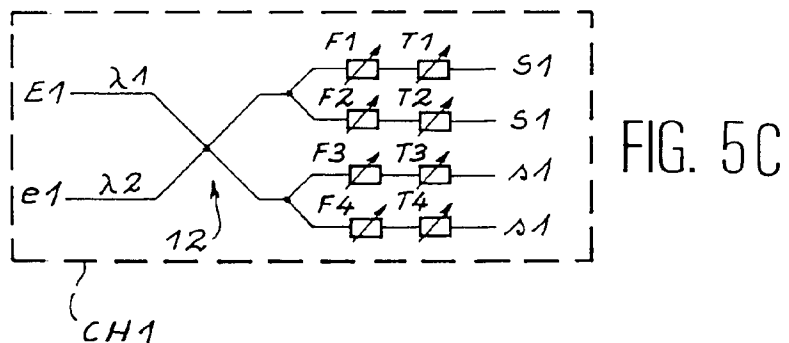 F1 T1
E1 λ1 S1
F2 T2
S1
F3 T3
e1 λ2 s1
F4 T4
12 s1
CH1
FIG. 5C